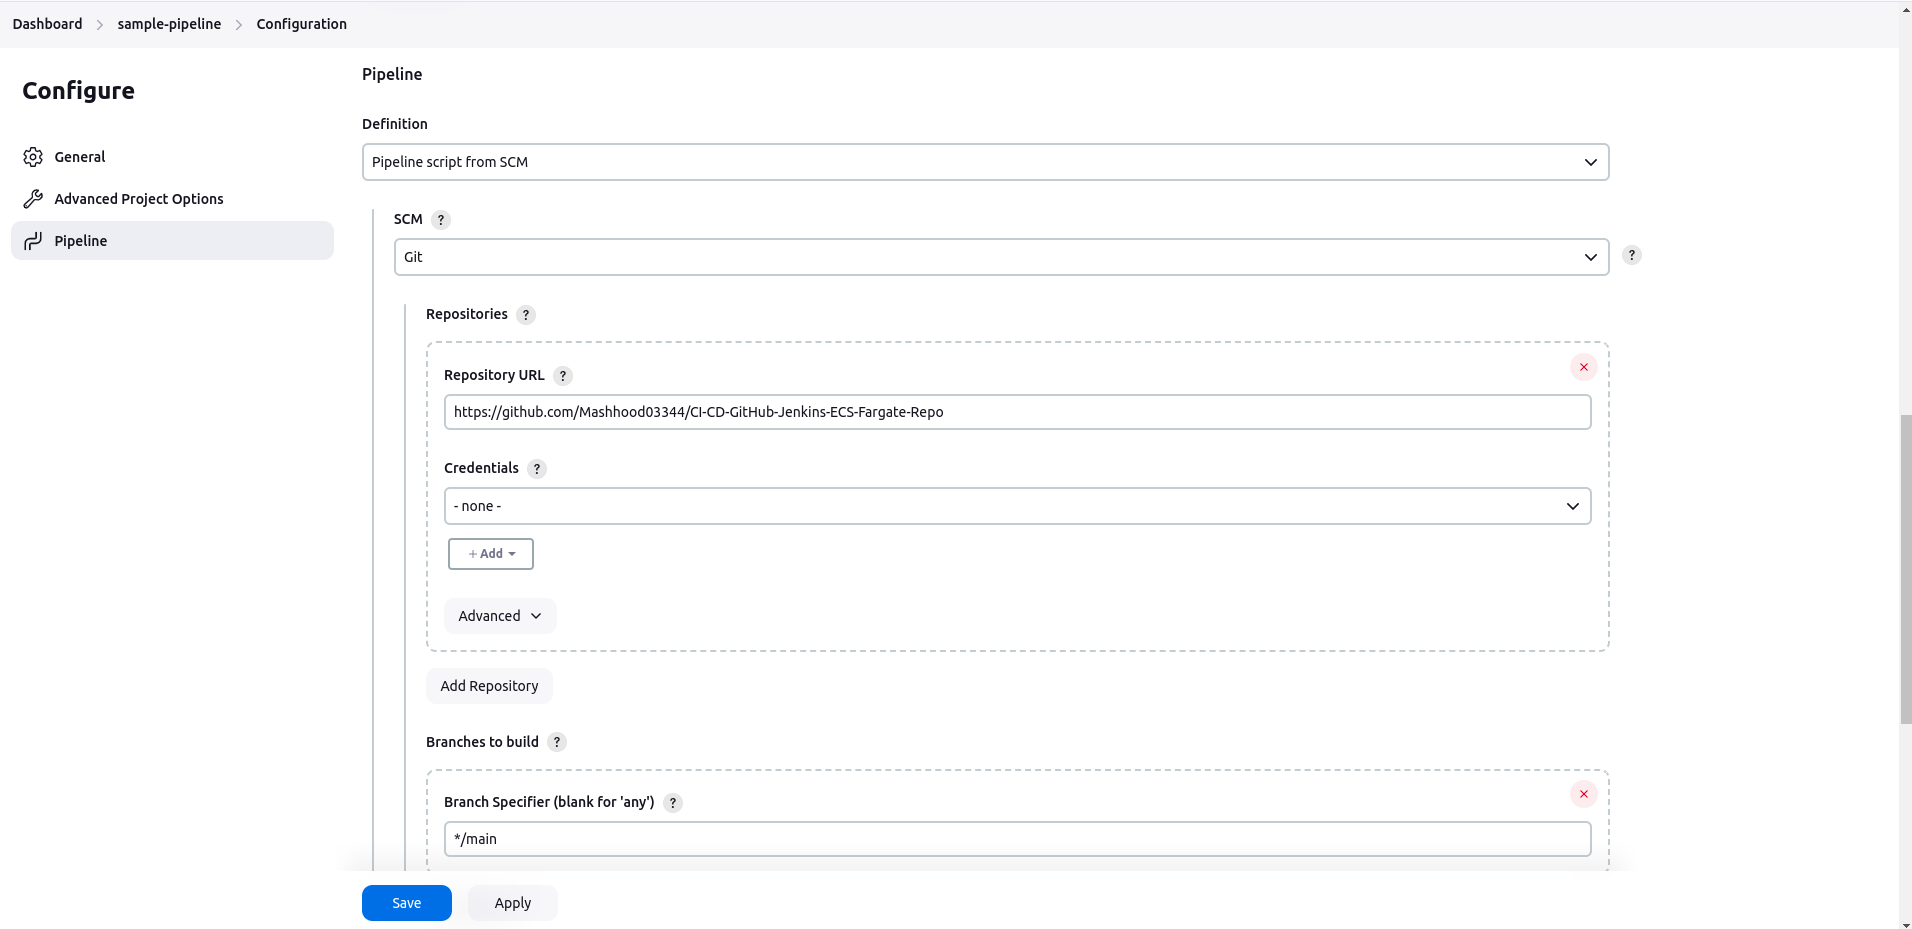 Dashboard > sample-pipeline > Configuration
Configure
General
Advanced Project Options
Pipeline
Pipeline
Definition
Pipeline script from SCM
SCM ?
Git
?
Repositories ?
Repository URL ?
https://github.com/Mashhood03344/CI-CD-GitHub-Jenkins-ECS-Fargate-Repo
Credentials ?
- none -
+ Add
Advanced
Add Repository
Branches to build ?
Branch Specifier (blank for 'any') ?
*/main
Save
Apply